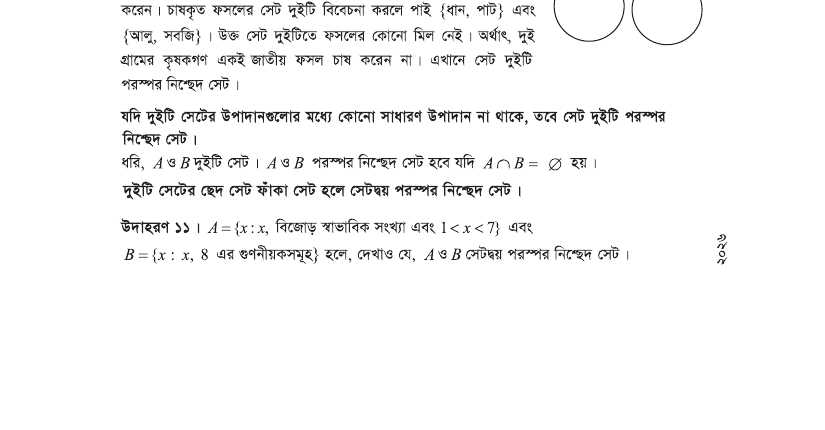 করেন। চাষকৃত ফসলের সেট দুইটি বিবেচনা করলে পাই {ধান, পাট} এবং
{আলু, সবজি}। উক্ত সেট দুইটিতে ফসলের কোনো মিল নেই। অর্থাৎ, দুই
গ্রামের কৃষকগণ একই জাতীয় ফসল চাষ করেন না। এখানে সেট দুইটি
পরস্পর নিশ্ছেদ সেট।
যদি দুইটি সেটের উপাদানগুলোর মধ্যে কোনো সাধারণ উপাদান না থাকে, তবে সেট দুইটি পরস্পর
নিশ্ছেদ সেট।
ধরি, A ও B দুইটি সেট। A ও B পরস্পর নিশ্ছেদ সেট হবে যদি A ∩ B = ∅ হয়।
দুইটি সেটের ছেদ সেট ফাঁকা সেট হলে সেটদ্বয় পরস্পর নিশ্ছেদ সেট।
উদাহরণ ১১। A = {x : x, বিজোড় স্বাভাবিক সংখ্যা এবং 1 < x < 7} এবং
B = {x : x, 8 এর গুণনীয়কসমূহ} হলে, দেখাও যে, A ও B সেটদ্বয় পরস্পর নিশ্ছেদ সেট।
২০২৬